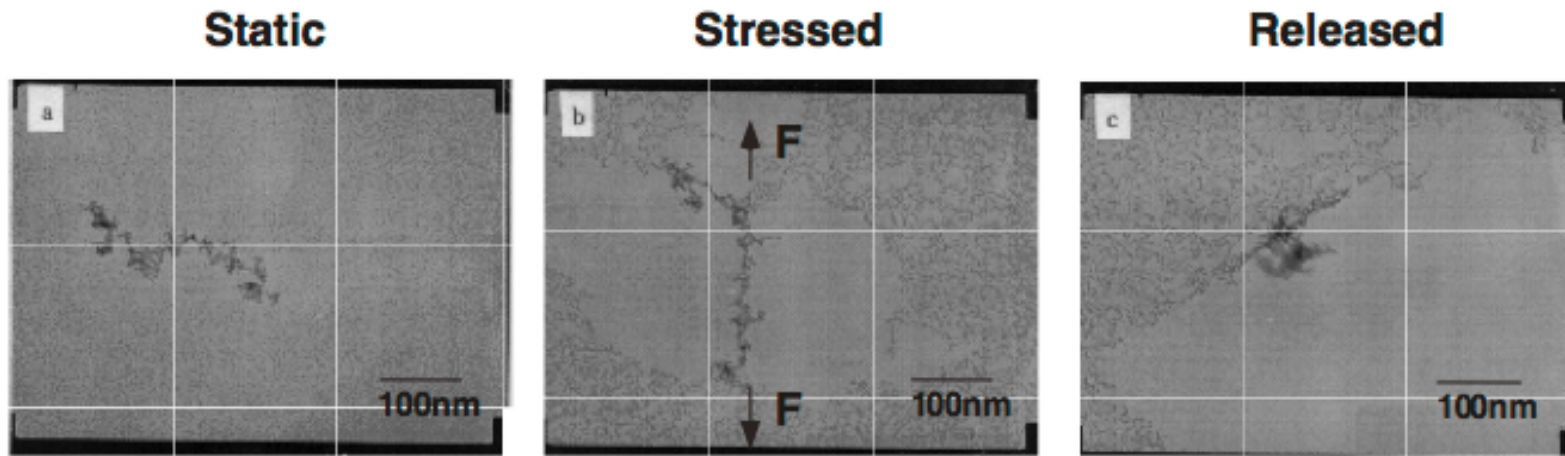 Static
Stressed
Released
a
b
c
F
F
100nm
100nm
100nm